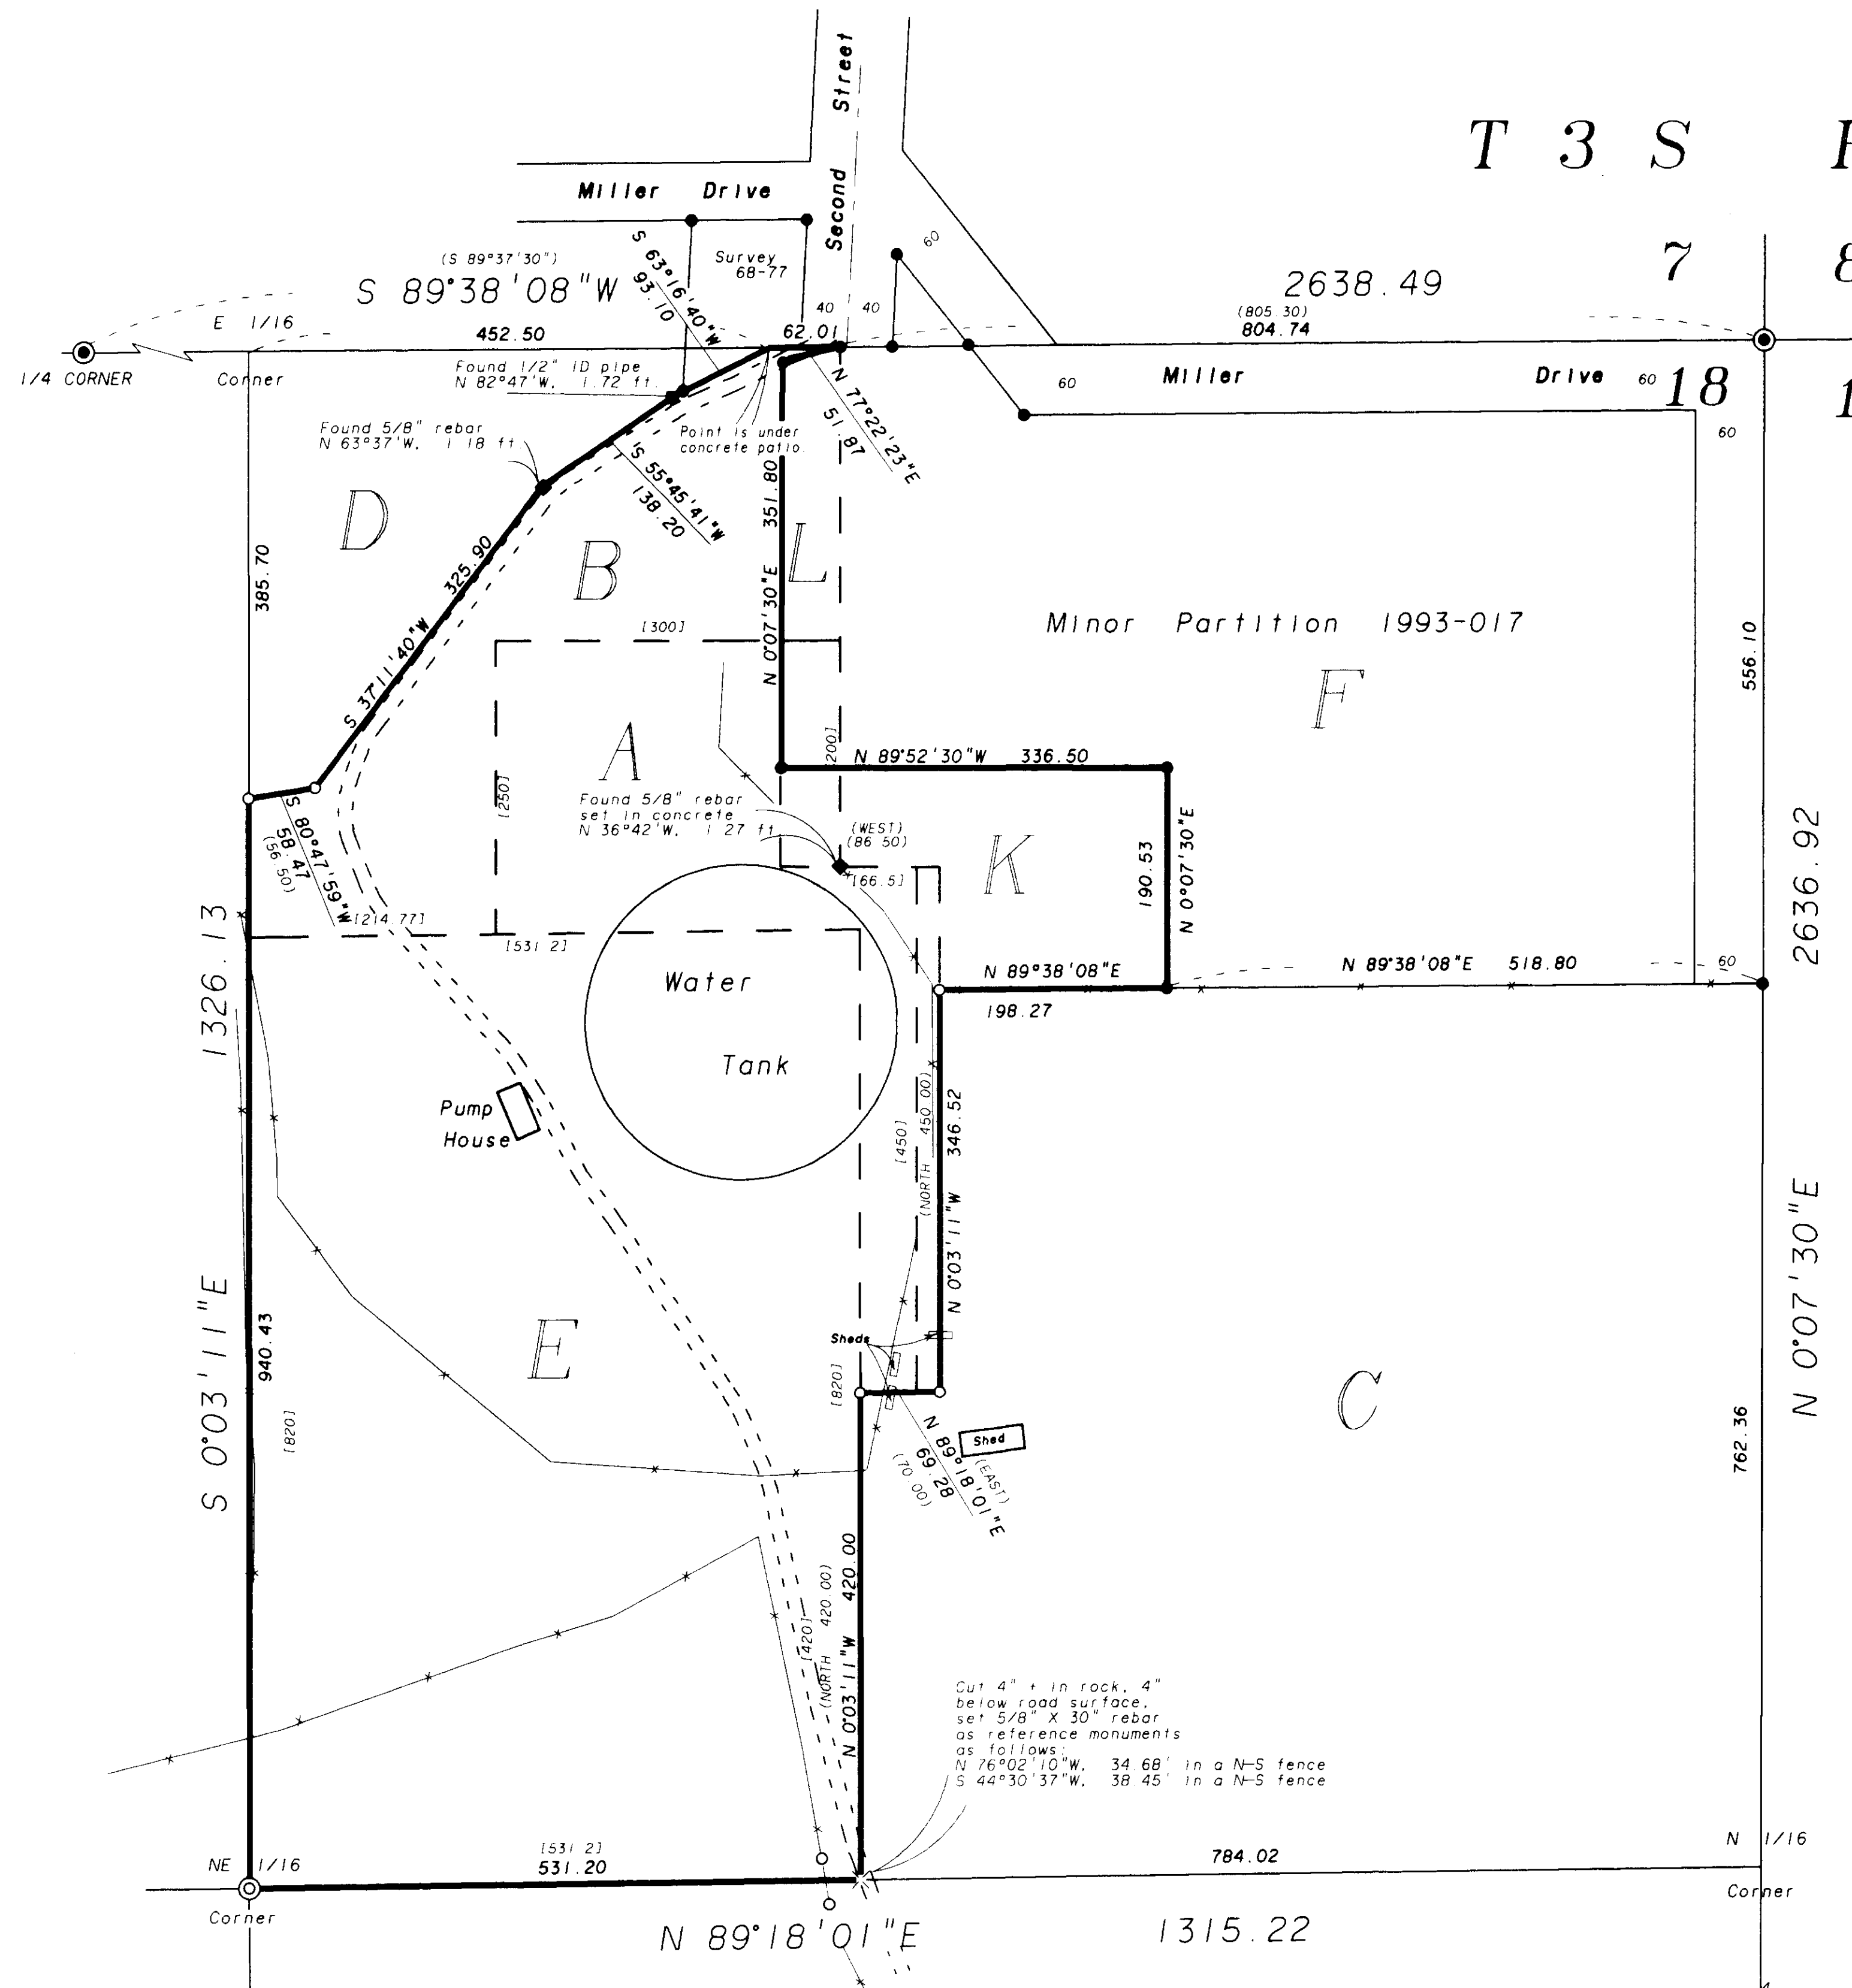 Second Street
T 3 S
Miller Drive
7
8
(S 89°37'30")
S 89°38'08"W
S 63°16'40"W
93.10
Survey
68-77
60
2638.49
(805.30)
804.74
E 1/16
452.50
62.01
40
40
1/4 CORNER
Corner
Found 1/2" ID pipe
N 82°47'W, 1.72 ft.
60
Miller Drive
60
18
60
Found 5/8" rebar
N 63°37'W, 1.18 ft.
Point is under
concrete patio.
N 77°22'23"E
51.87
S 55°45'41"W
138.20
D
B
L
385.70
S 37°11'40"W 325.90
N 0°07'30"E 351.80
[300]
Minor Partition 1993-017
F
556.10
A
[250]
[200]
N 89°52'30"W 336.50
Found 5/8" rebar
set in concrete
N 36°42'W, 1.27 ft.
(WEST)
(86.50)
[66.5]
K
190.53
N 0°07'30"E
S 80°47'59"W
58.47
(56.50)
[214.77]
[531.2]
2636.92
N 0°07'30"E
1326.13
S 0°03'11"E
Water
Tank
N 89°38'08"E
198.27
N 89°38'08"E 518.80
60
Pump
House
[450]
(NORTH 450.00)
346.52
N 0°03'11"W
E
940.43
[820]
Sheds
[820]
C
N 89°18'01"E
(EAST)
69.28
(70.00)
Shed
762.36
[420]
(NORTH 420.00)
N 0°03'11"W 420.00
Cut 4" + in rock, 4"
below road surface,
set 5/8" X 30" rebar
as reference monuments
as follows:
N 76°02'10"W, 34.68' in a N-S fence
S 44°30'37"W, 38.45' in a N-S fence
NE 1/16
Corner
[531.2]
531.20
784.02
N 1/16
Corner
N 89°18'01"E
1315.22